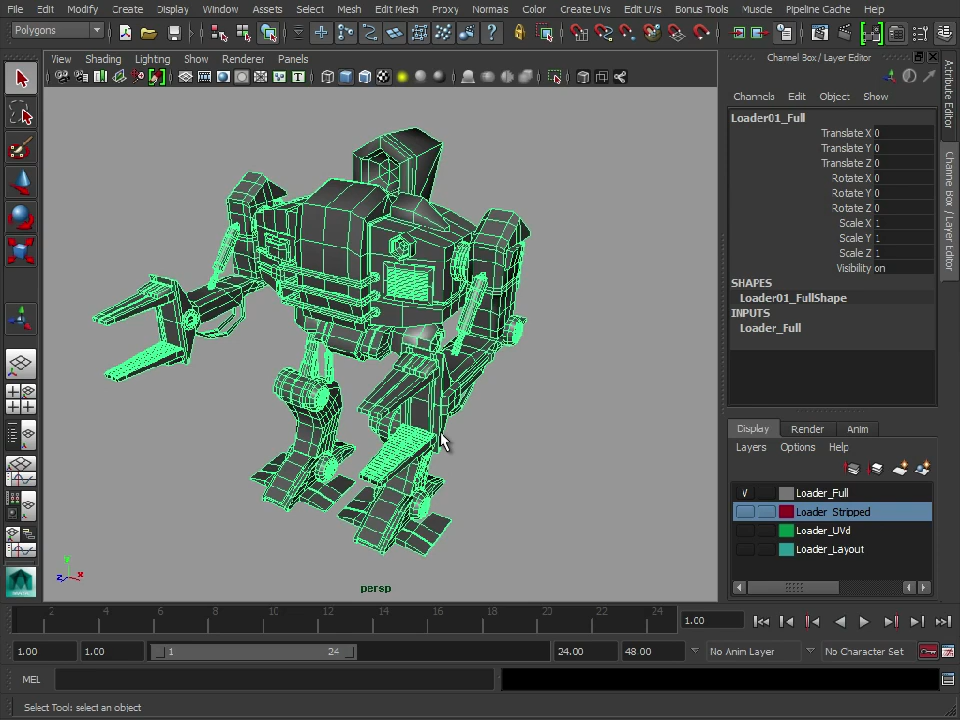 File Edit Modify Create Display Window Assets Select Mesh Edit Mesh Proxy Normals Color Create UVs Edit UVs Bonus Tools Muscle Pipeline Cache Help
Polygons
View Shading Lighting Show Renderer Panels
Channel Box / Layer Editor
Channels Edit Object Show
Loader01_Full
Translate X 0
Translate Y 0
Translate Z 0
Rotate X 0
Rotate Y 0
Rotate Z 0
Scale X 1
Scale Y 1
Scale Z 1
Visibility on
SHAPES
Loader01_FullShape
INPUTS
Loader_Full
Attribute Editor
Channel Box / Layer Editor
Display Render Anim
Layers Options Help
V Loader_Full
Loader_Stripped
Loader_UVd
Loader_Layout
y
z x
persp
2 4 6 8 10 12 14 16 18 20 22 24
1.00
1.00 1.00 1 24 24.00 48.00 No Anim Layer No Character Set
MEL
Select Tool: select an object